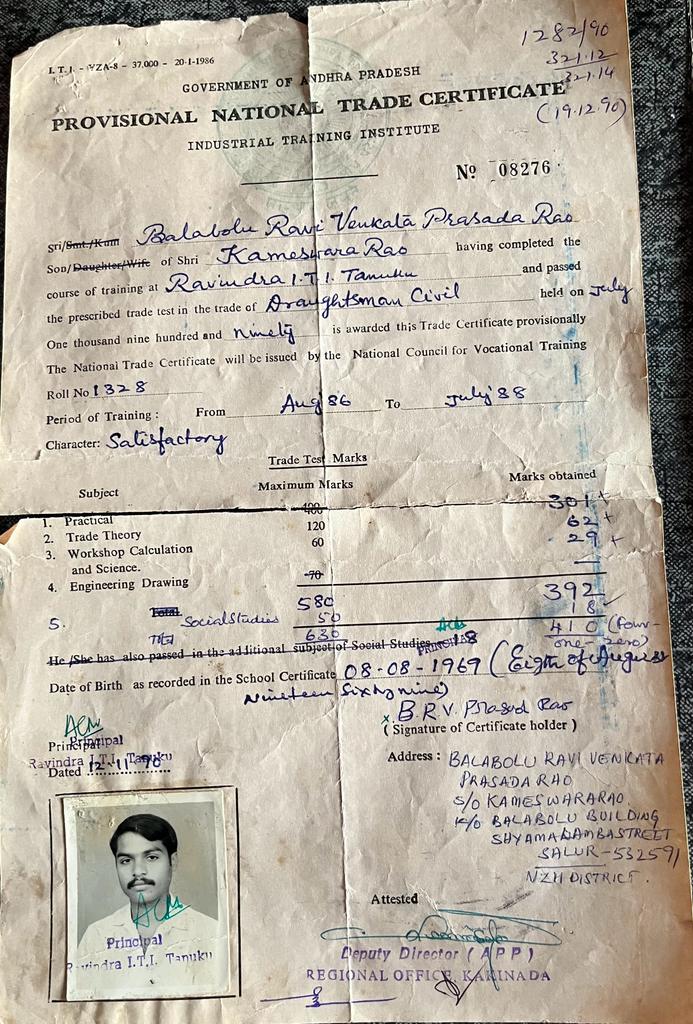 I.T.I. - VZA-8 - 37,000 - 20-1-1986
1282/90
321.12
321.14
(19.12.90)
GOVERNMENT OF ANDHRA PRADESH
PROVISIONAL NATIONAL TRADE CERTIFICATE
INDUSTRIAL TRAINING INSTITUTE
No 08276
Sri/Smt./Kum Balabolu Ravi Venkata Prasada Rao
Son/Daughter/Wife of Shri Kameswara Rao having completed the
course of training at Ravindra I.T.I. Tanuku and passed
the prescribed trade test in the trade of Draughtsman Civil held on July
One thousand nine hundred and Ninety is awarded this Trade Certificate provisionally
The National Trade Certificate will be issued by the National Council for Vocational Training
Roll No 1328
Period of Training : From Aug 86 To July' 88
Character: Satisfactory
Trade Test Marks
Subject Maximum Marks Marks obtained
1. Practical 400 301 +
2. Trade Theory 120 62 +
3. Workshop Calculation 60 29 +
and Science.
4. Engineering Drawing 70 —
Total 580 392
5. Social Studies 50 18
Total 630 410 (Four-
one-zero)
He/She has also passed in the additional subject of Social Studies 18
PRINCIPAL
Date of Birth as recorded in the School Certificate 08-08-1969 (Eigth of August
Nineteen Sixty nine)
x B.R.V. Prasad Rao
( Signature of Certificate holder )
Principal
Principal
Ravindra I.T.I. Tanuku
Dated 12-11-90
Address : BALABOLU RAVI VENKATA
PRASADA RAO
S/O KAMESWARARAO
BALABOLU BUILDING
SHYAMALAMBA STREET
SALUR - 532591
VZM DISTRICT.
Principal
Ravindra I.T.I. Tanuku
Attested
Deputy Director (APP)
REGIONAL OFFICE, KAKINADA